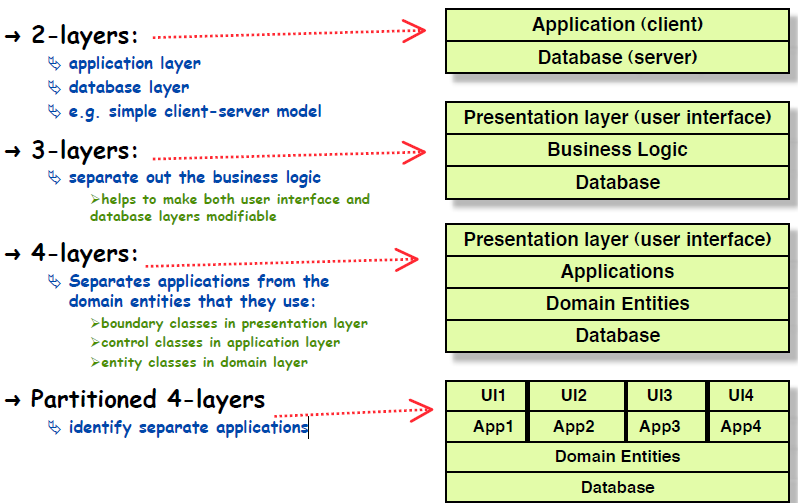 → 2-layers:
application layer
database layer
e.g. simple client-server model
Application (client)
Database (server)
→ 3-layers:
separate out the business logic
helps to make both user interface and
database layers modifiable
Presentation layer (user interface)
Business Logic
Database
→ 4-layers:
Separates applications from the
domain entities that they use:
boundary classes in presentation layer
control classes in application layer
entity classes in domain layer
Presentation layer (user interface)
Applications
Domain Entities
Database
→ Partitioned 4-layers
identify separate applications
UI1 UI2 UI3 UI4
App1 App2 App3 App4
Domain Entities
Database